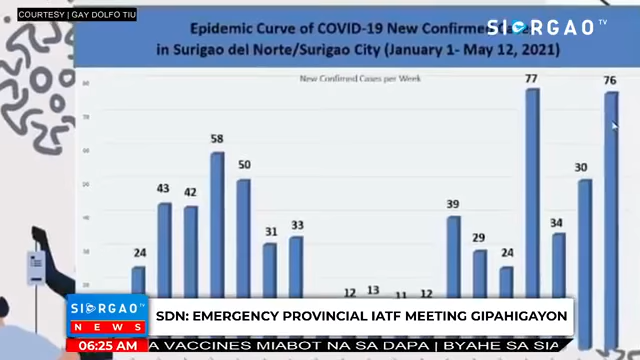 COURTESY | GAY DOLFO TIU
SIARGAO TV
Epidemic Curve of COVID-19 New Confirmed Cases
in Surigao del Norte/Surigao City (January 1- May 12, 2021)
New Confirmed Cases per Week
77
76
58
50
43
42
39
34
33
31
30
29
24
24
12
13
11
12
SIARGAO TV
NEWS
SDN: EMERGENCY PROVINCIAL IATF MEETING GIPAHIGAYON
06:25 AM
A VACCINES MIABOT NA SA DAPA | BYAHE SA SIA